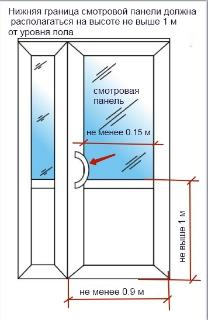 Нижняя граница смотровой панели должна
располагаться на высоте не выше 1 м
от уровня пола
смотровая
панель
не менее 0.15м
не выше 1 м
не менее 0.9 м